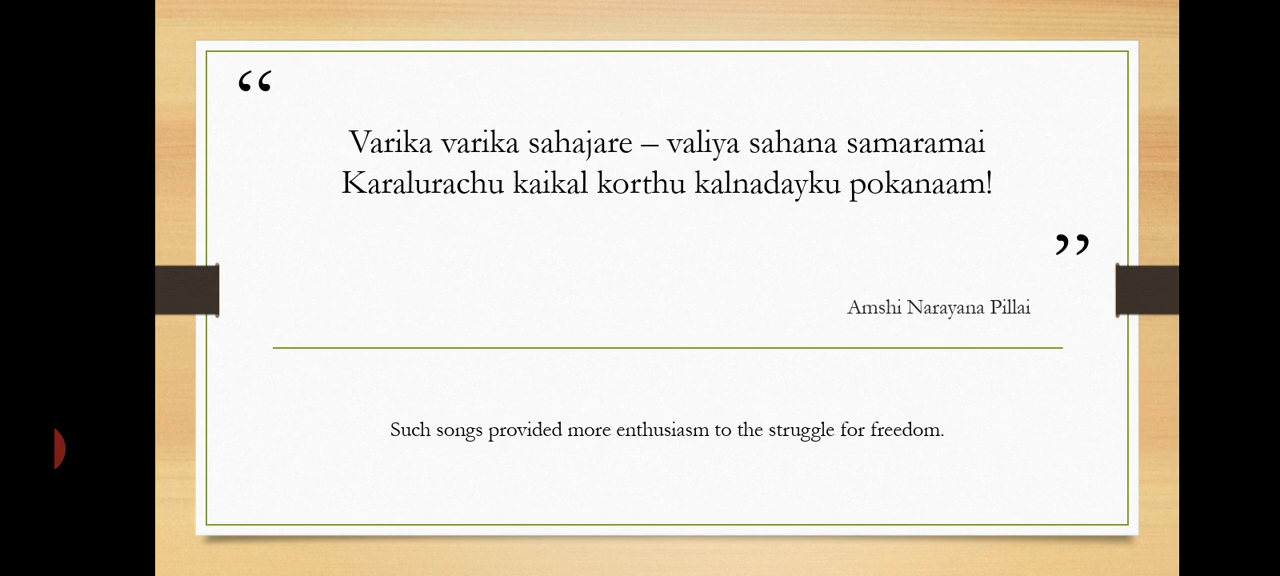 “
Varika varika sahajare – valiya sahana samaramai
Karalurachu kaikal korthu kalnadayku pokanaam!
”
Amshi Narayana Pillai
Such songs provided more enthusiasm to the struggle for freedom.